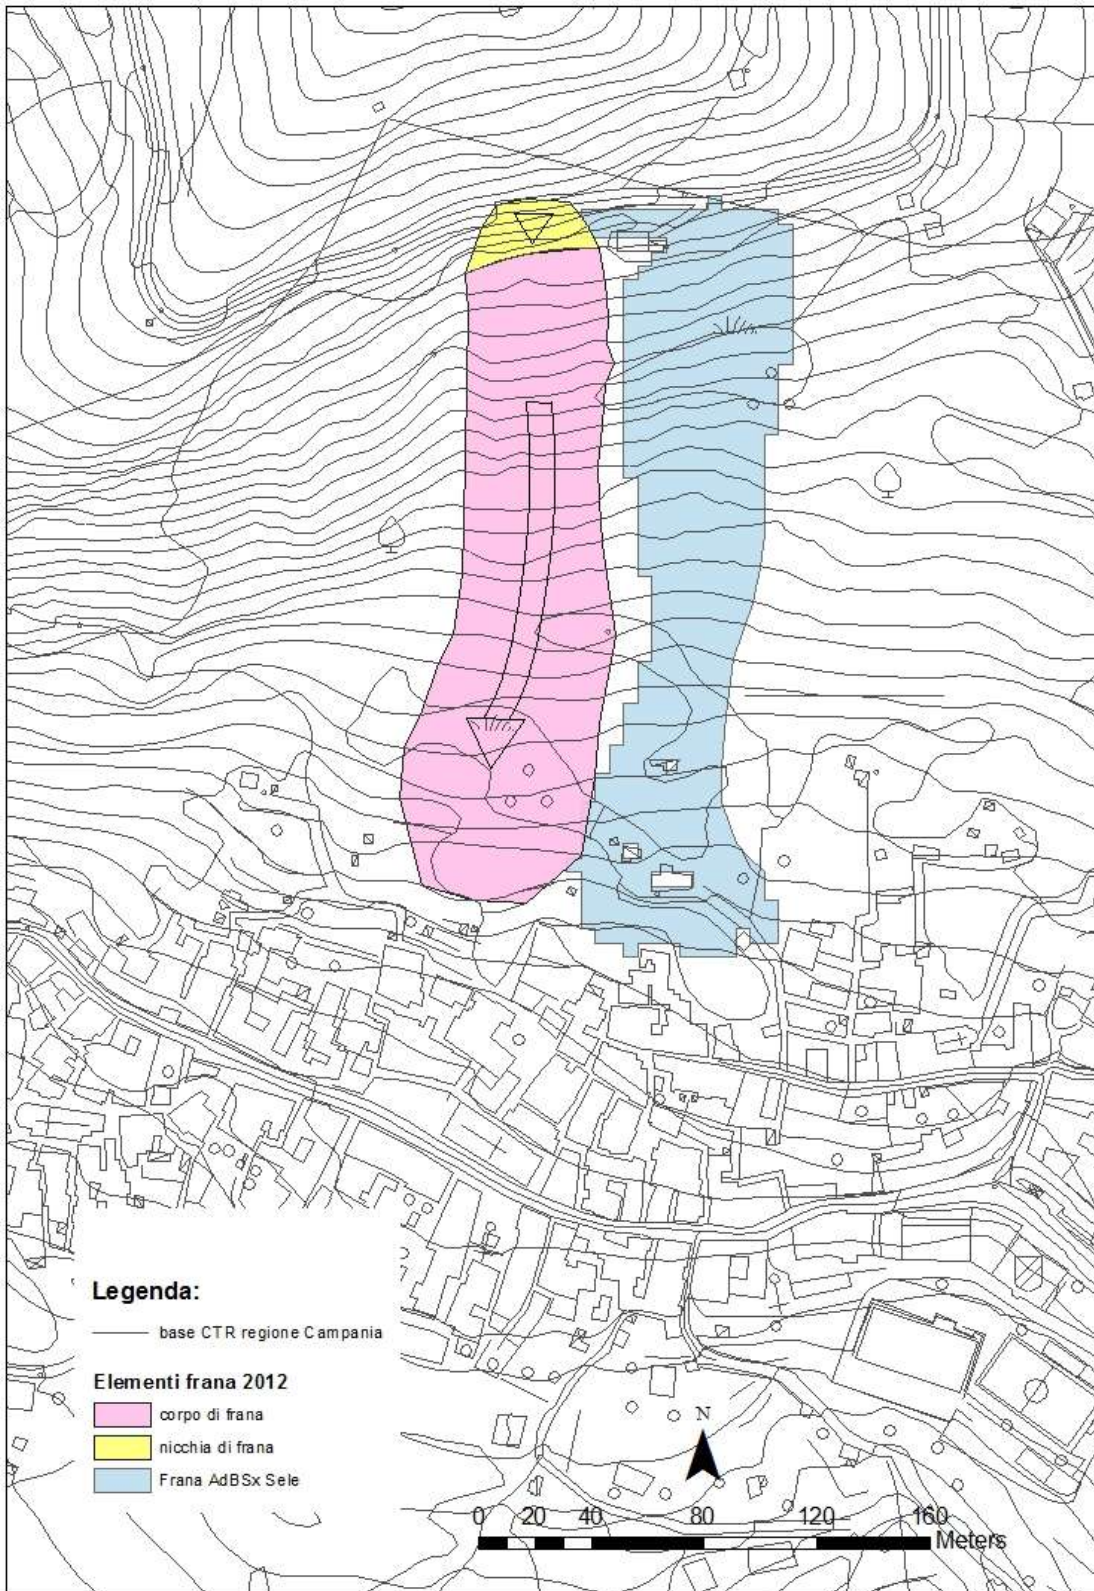 Legenda:
base CTR regione Campania
Elementi frana 2012
corpo di frana
nicchia di frana
Frana AdBSx Sele
N
0 20 40 80 120 160
Meters